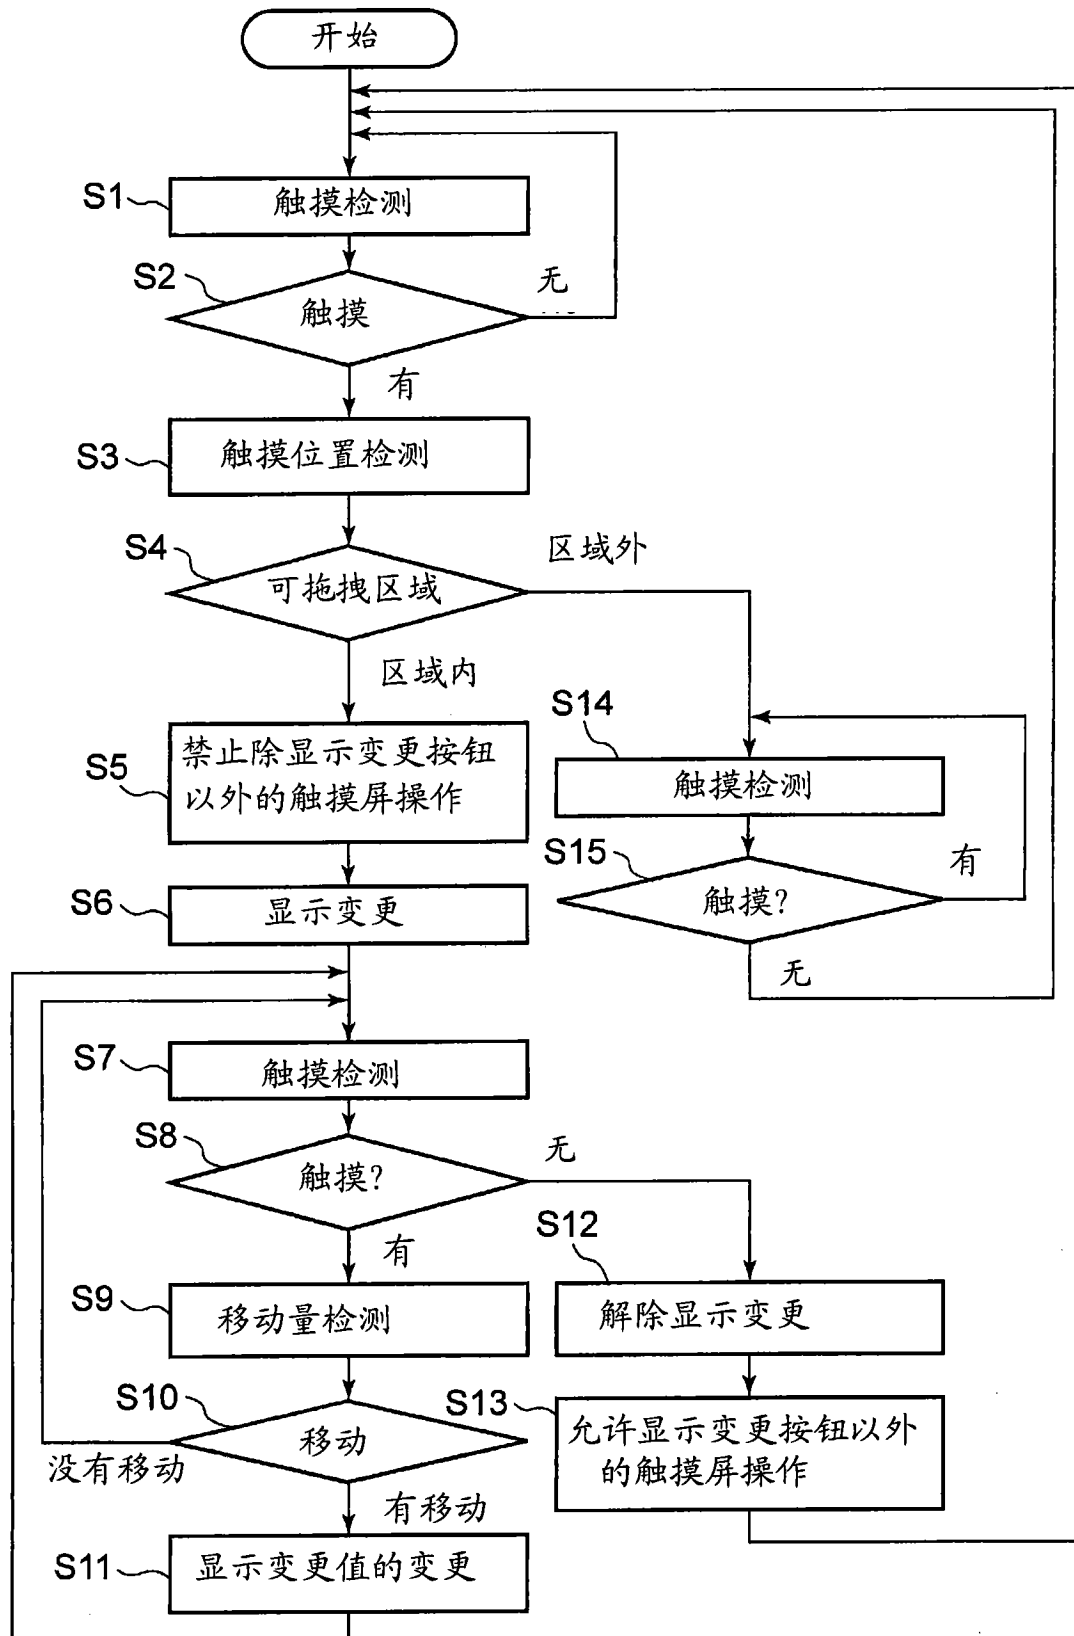 开始
S1
触摸检测
S2
触摸
无
有
S3
触摸位置检测
S4
可拖拽区域
区域外
区域内
S5
禁止除显示变更按钮
以外的触摸屏操作
S14
触摸检测
S15
触摸?
有
无
S6
显示变更
S7
触摸检测
S8
触摸?
无
有
S9
移动量检测
S12
解除显示变更
S10
移动
没有移动
有移动
S13
允许显示变更按钮以外
的触摸屏操作
S11
显示变更值的变更